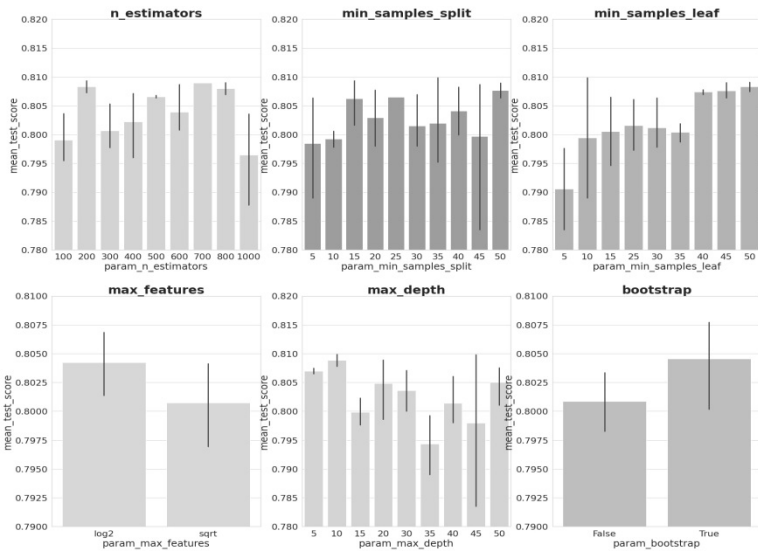 n_estimators
mean_test_score
0.820
0.815
0.810
0.805
0.800
0.795
0.790
0.785
0.780
100 200 300 400 500 600 700 800 1000
param_n_estimators
min_samples_split
mean_test_score
0.820
0.815
0.810
0.805
0.800
0.795
0.790
0.785
0.780
5 10 15 20 25 30 35 40 45 50
param_min_samples_split
min_samples_leaf
mean_test_score
0.820
0.815
0.810
0.805
0.800
0.795
0.790
0.785
0.780
5 10 15 20 25 30 35 40 45 50
param_min_samples_leaf
max_features
mean_test_score
0.8100
0.8075
0.8050
0.8025
0.8000
0.7975
0.7950
0.7925
0.7900
log2 sqrt
param_max_features
max_depth
mean_test_score
0.820
0.815
0.810
0.805
0.800
0.795
0.790
0.785
0.780
5 10 15 20 30 35 40 45 50
param_max_depth
bootstrap
mean_test_score
0.8100
0.8075
0.8050
0.8025
0.8000
0.7975
0.7950
0.7925
0.7900
False True
param_bootstrap